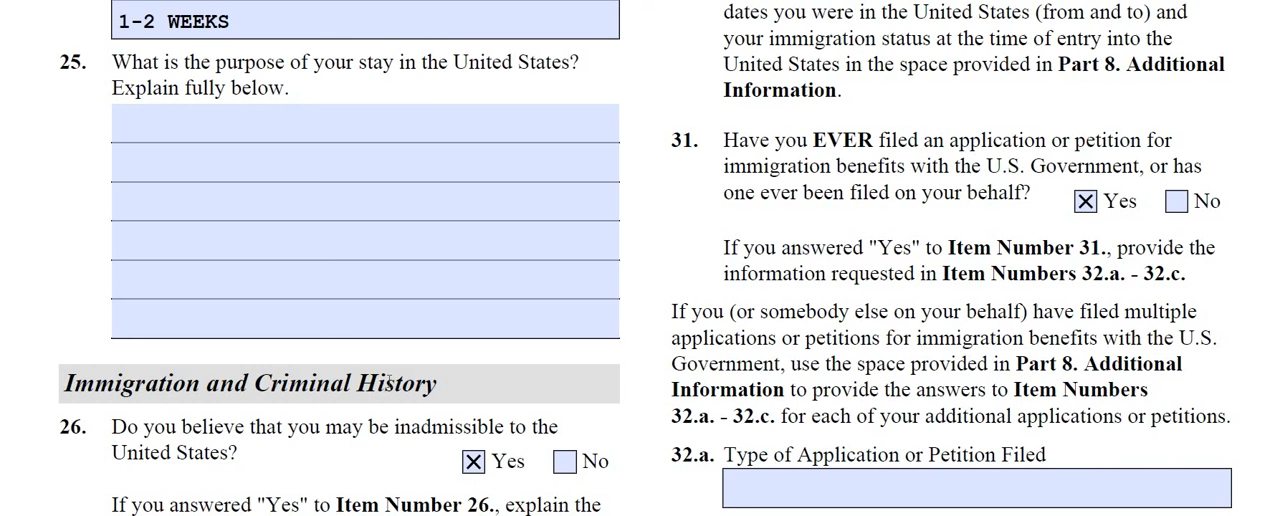 1-2 WEEKS
25. What is the purpose of your stay in the United States?
Explain fully below.
Immigration and Criminal History
26. Do you believe that you may be inadmissible to the
United States? Yes No
If you answered "Yes" to Item Number 26., explain the
dates you were in the United States (from and to) and
your immigration status at the time of entry into the
United States in the space provided in Part 8. Additional
Information.
31. Have you EVER filed an application or petition for
immigration benefits with the U.S. Government, or has
one ever been filed on your behalf? Yes No
If you answered "Yes" to Item Number 31., provide the
information requested in Item Numbers 32.a. - 32.c.
If you (or somebody else on your behalf) have filed multiple
applications or petitions for immigration benefits with the U.S.
Government, use the space provided in Part 8. Additional
Information to provide the answers to Item Numbers
32.a. - 32.c. for each of your additional applications or petitions.
32.a. Type of Application or Petition Filed